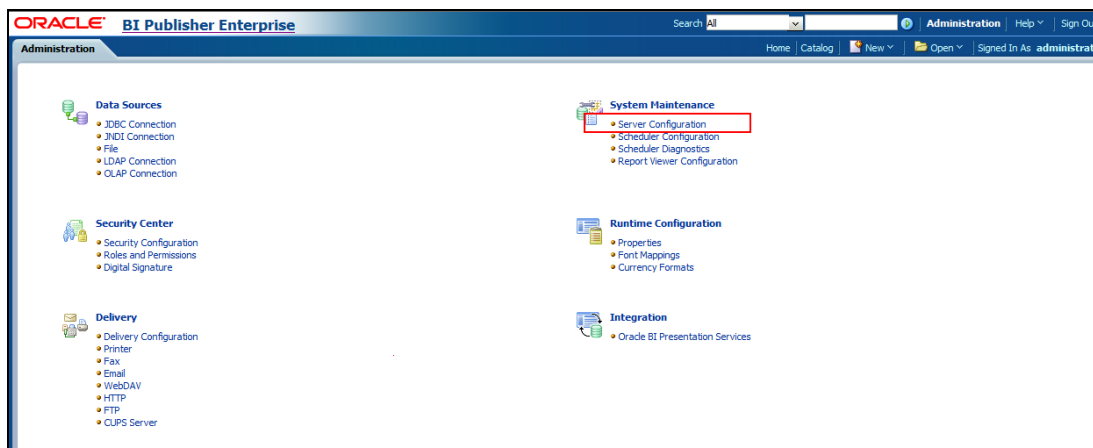 ORACLE BI Publisher Enterprise
Search All Administration Help Sign Ou
Administration
Home Catalog New Open Signed In As administrat
Data Sources
JDBC Connection
JNDI Connection
File
LDAP Connection
OLAP Connection
System Maintenance
Server Configuration
Scheduler Configuration
Scheduler Diagnostics
Report Viewer Configuration
Security Center
Security Configuration
Roles and Permissions
Digital Signature
Runtime Configuration
Properties
Font Mappings
Currency Formats
Delivery
Delivery Configuration
Printer
Fax
Email
WebDAV
HTTP
FTP
CUPS Server
Integration
Oracle BI Presentation Services